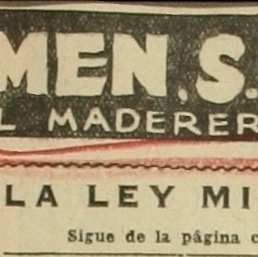 MEN. S.
L MADERER
LA LEY MI
Sigue de la página c